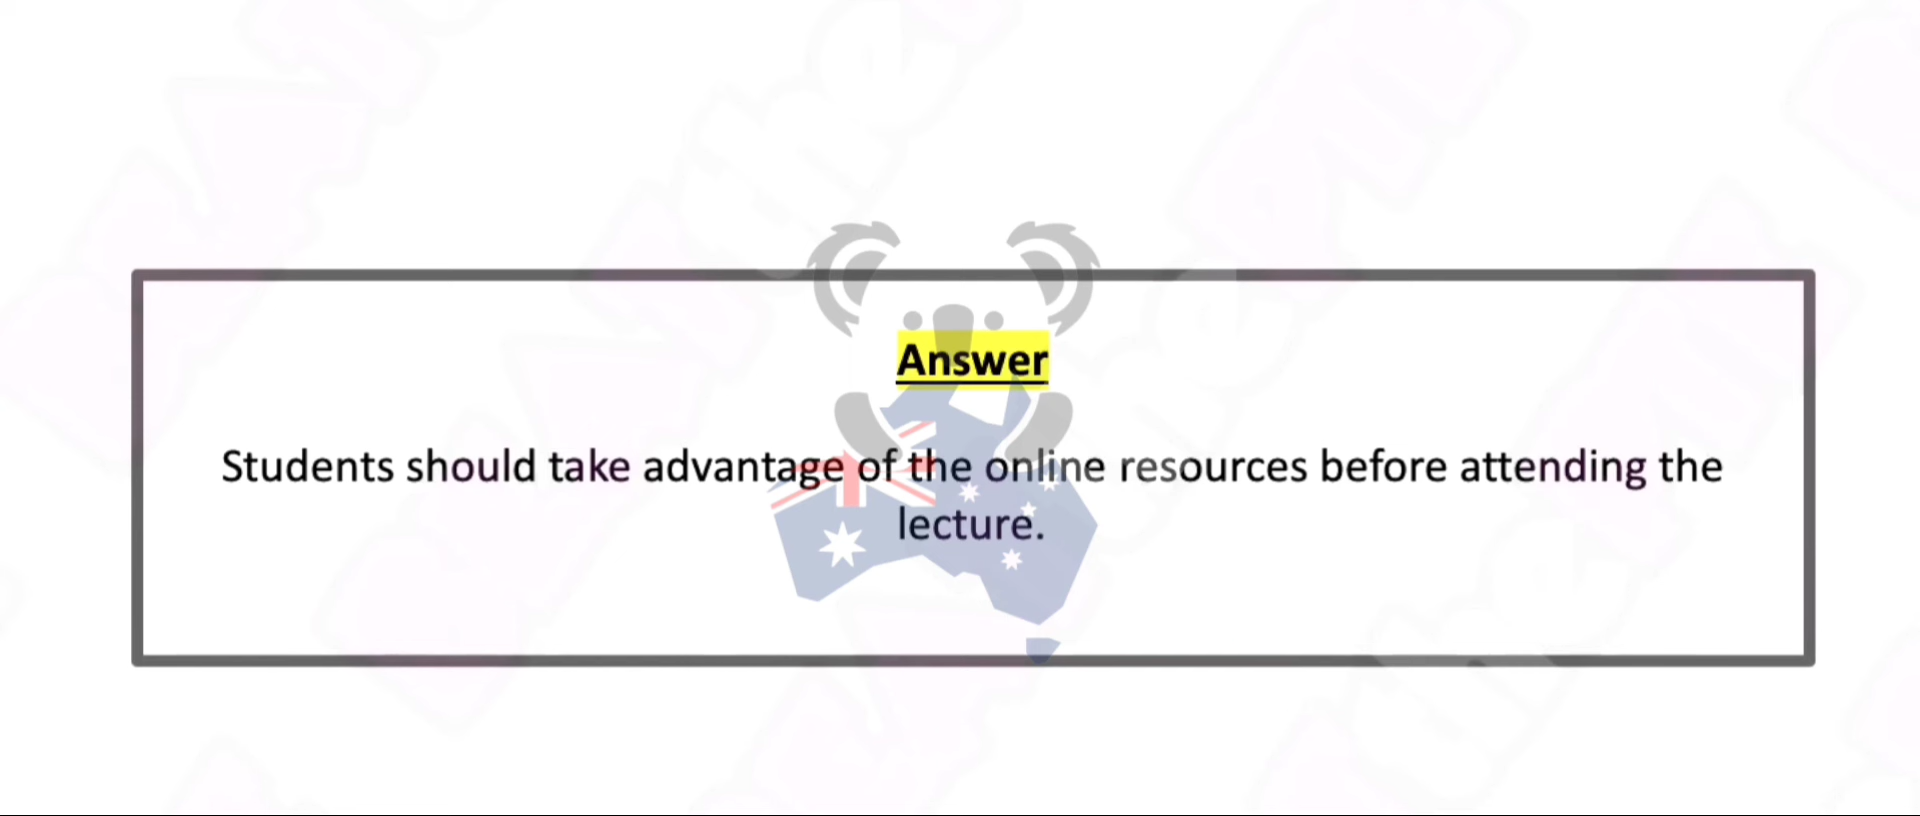 Answer
Students should take advantage of the online resources before attending the
lecture.